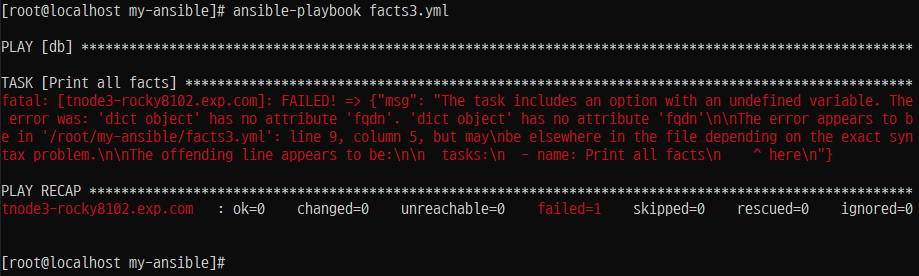 [root@localhost my-ansible]# ansible-playbook facts3.yml
PLAY [db] ******************************************************************************************************
TASK [Print all facts] *****************************************************************************************
fatal: [tnode3-rocky8102.exp.com]: FAILED! => {"msg": "The task includes an option with an undefined variable. The
 error was: 'dict object' has no attribute 'fqdn'. 'dict object' has no attribute 'fqdn'\n\nThe error appears to b
e in '/root/my-ansible/facts3.yml': line 9, column 5, but may\nbe elsewhere in the file depending on the exact syn
tax problem.\n\nThe offending line appears to be:\n\n  tasks:\n  - name: Print all facts\n    ^ here\n"}
PLAY RECAP *****************************************************************************************************
tnode3-rocky8102.exp.com   : ok=0    changed=0    unreachable=0    failed=1    skipped=0    rescued=0    ignored=0
[root@localhost my-ansible]#